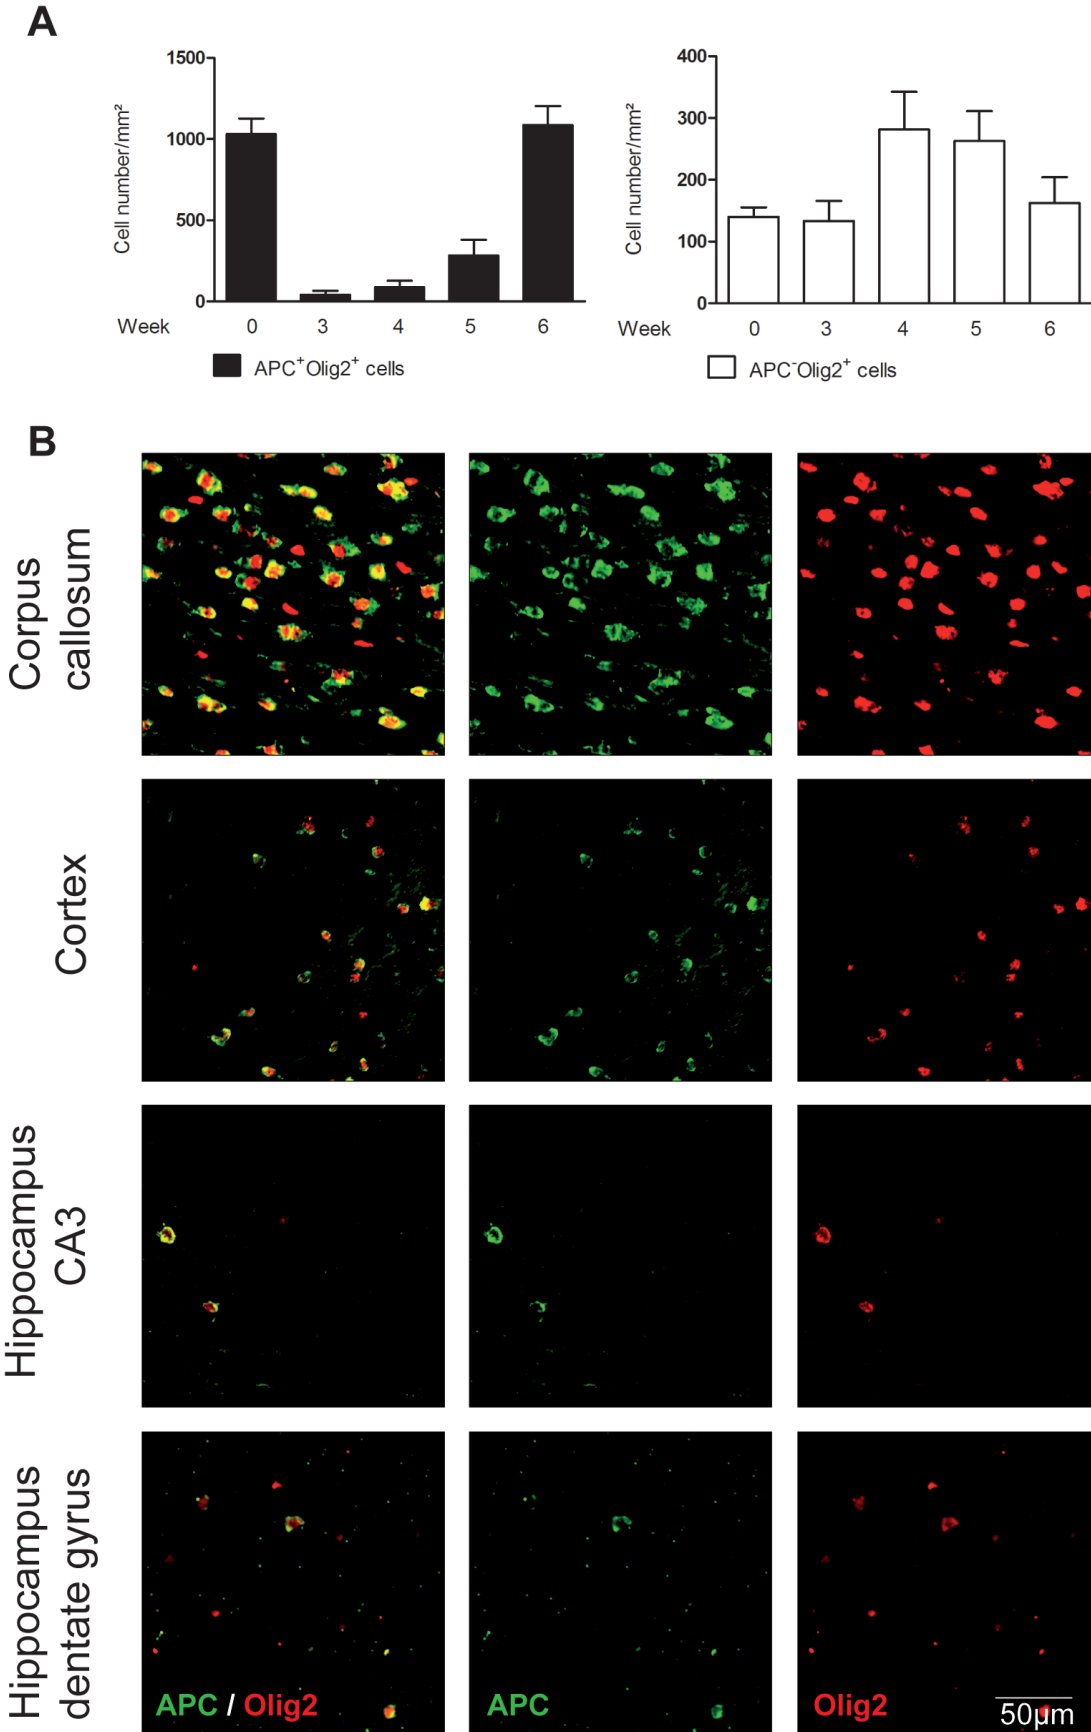 A
1500
1000
500
0
Cell number/mm²
Week 0 3 4 5 6
APC⁺Olig2⁺ cells
400
300
200
100
0
Cell number/mm²
Week 0 3 4 5 6
APC⁻Olig2⁺ cells
B
Corpus
callosum
Cortex
Hippocampus
CA3
Hippocampus
dentate gyrus
APC / Olig2
APC
Olig2
50µm